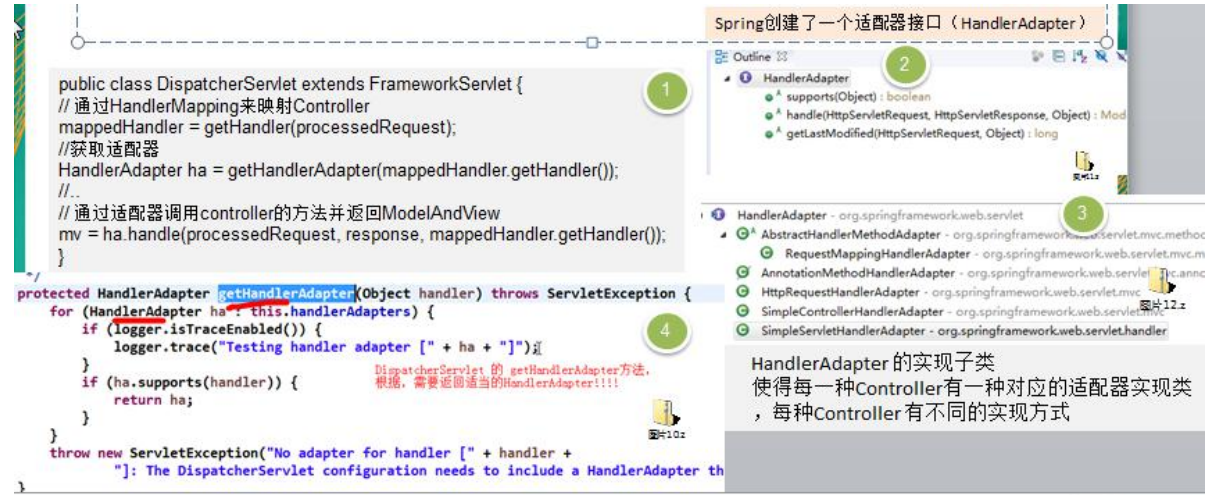 Spring创建了一个适配器接口（HandlerAdapter）
public class DispatcherServlet extends FrameworkServlet {
// 通过HandlerMapping来映射Controller
mappedHandler = getHandler(processedRequest);
//获取适配器
HandlerAdapter ha = getHandlerAdapter(mappedHandler.getHandler());
//..
// 通过适配器调用controller的方法并返回ModelAndView
mv = ha.handle(processedRequest, response, mappedHandler.getHandler());
}
1
Outline
2
HandlerAdapter
supports(Object) : boolean
handle(HttpServletRequest, HttpServletResponse, Object) : Mod
getLastModified(HttpServletRequest, Object) : long
图片11.z
3
HandlerAdapter - org.springframework.web.servlet
AbstractHandlerMethodAdapter - org.springframework.web.servlet.mvc.method
RequestMappingHandlerAdapter - org.springframework.web.servlet.mvc.m
AnnotationMethodHandlerAdapter - org.springframework.web.servlet.mvc.anno
HttpRequestHandlerAdapter - org.springframework.web.servlet.mvc
SimpleControllerHandlerAdapter - org.springframework.web.servlet.mvc
SimpleServletHandlerAdapter - org.springframework.web.servlet.handler
图片12.z
HandlerAdapter 的实现子类
使得每一种Controller有一种对应的适配器实现类
，每种Controller 有不同的实现方式
*/
protected HandlerAdapter getHandlerAdapter(Object handler) throws ServletException {
for (HandlerAdapter ha : this.handlerAdapters) {
if (logger.isTraceEnabled()) {
logger.trace("Testing handler adapter [" + ha + "]");
}
if (ha.supports(handler)) {
return ha;
}
}
throw new ServletException("No adapter for handler [" + handler +
"]: The DispatcherServlet configuration needs to include a HandlerAdapter th
}
4
DispatcherServlet 的 getHandlerAdapter方法，
根据，需要返回适当的HandlerAdapter!!!!
图片10.z